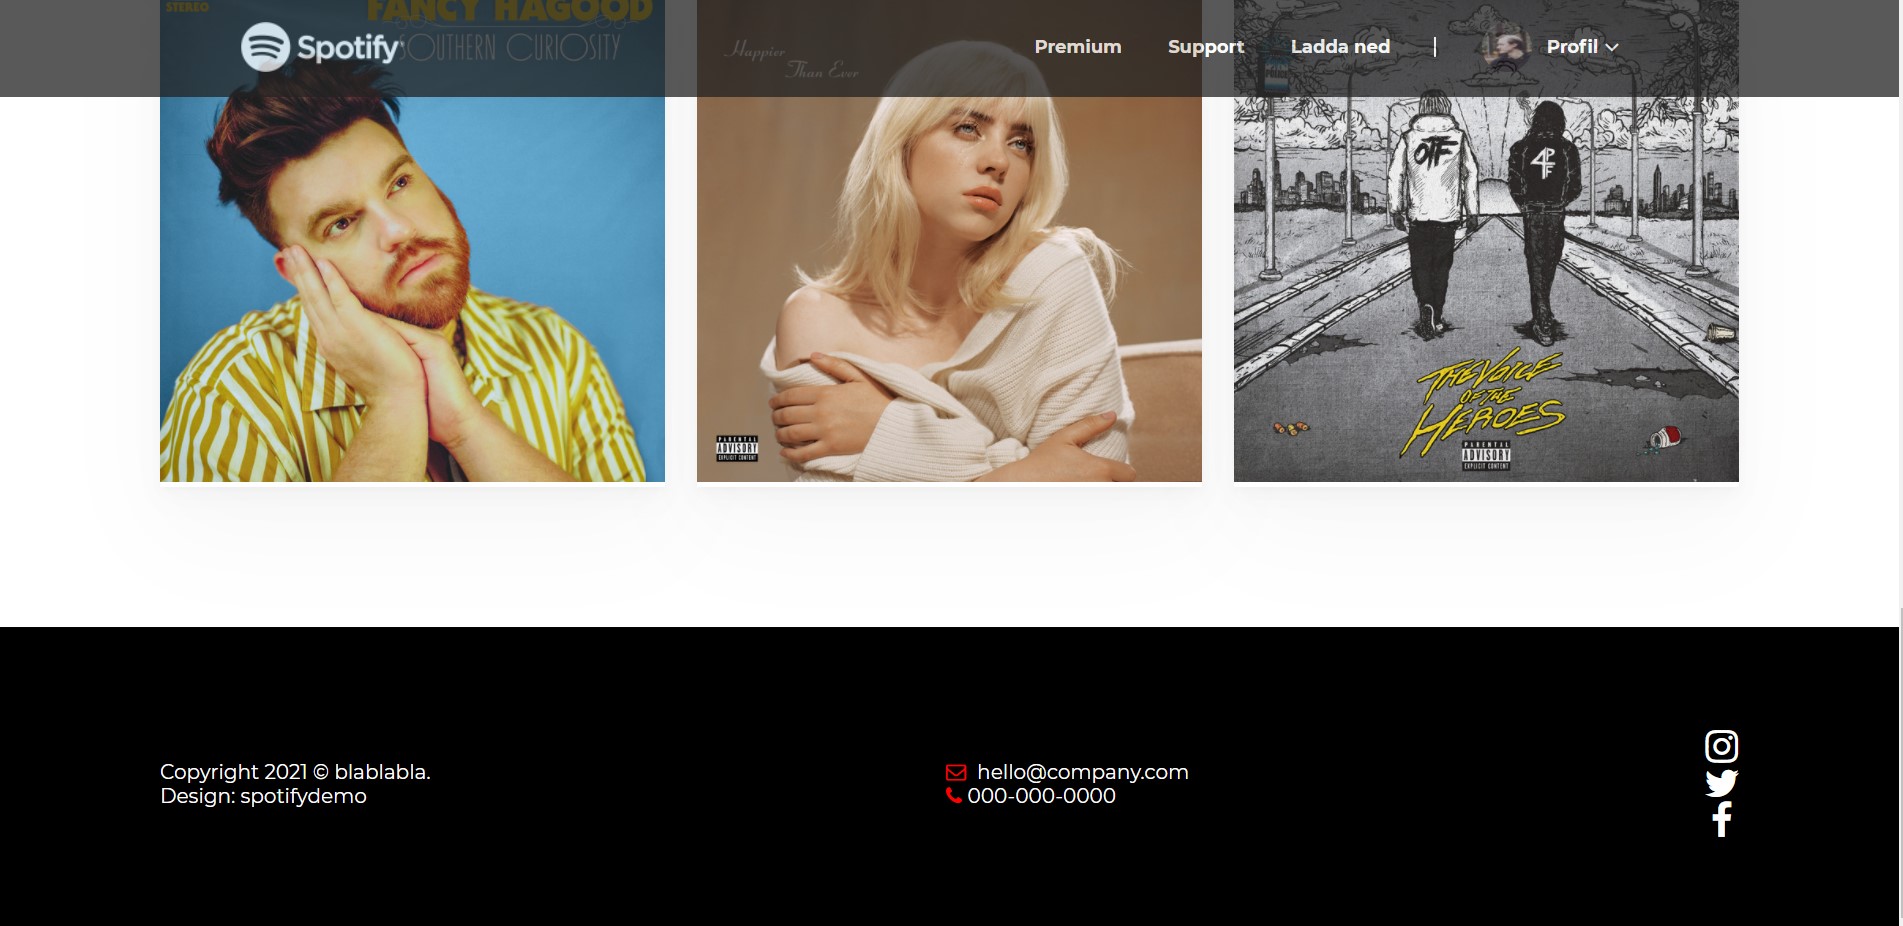 STEREO
FANCY HAGOOD
SOUTHERN CURIOSITY
Spotify
Happier
Than Ever
Premium
Support
Ladda ned
|
Profil
POLICE
OTF
4PF
THE VOICE
OF THE
HEROES
PARENTAL
ADVISORY
EXPLICIT CONTENT
PARENTAL
ADVISORY
EXPLICIT CONTENT
Copyright 2021 © blablabla.
Design: spotifydemo
hello@company.com
000-000-0000